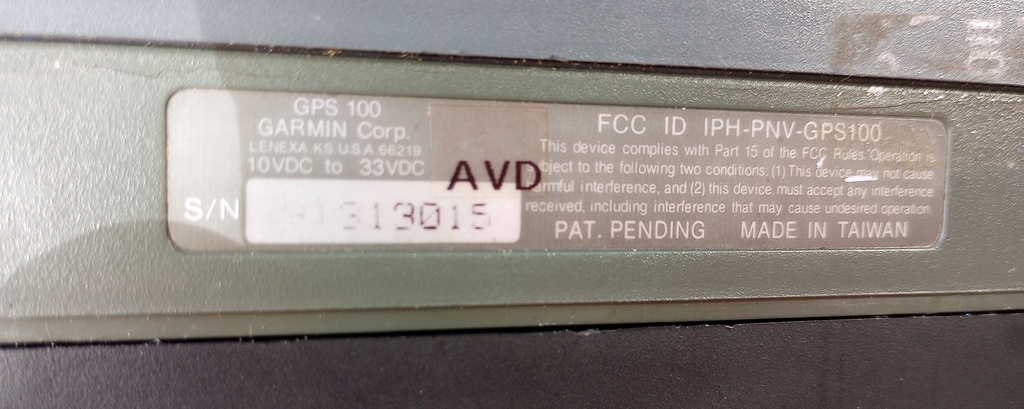 GPS 100
GARMIN Corp.
LENEXA KS U.S.A 66219
10VDC to 33VDC
AVD
S/N 313015
FCC ID IPH-PNV-GPS100
This device complies with Part 15 of the FCC Rules. Operation is
bject to the following two conditions, (1) This device may not cause
rmful interference, and (2) this device must accept any interference
received, including interference that may cause undesired operation
PAT. PENDING MADE IN TAIWAN